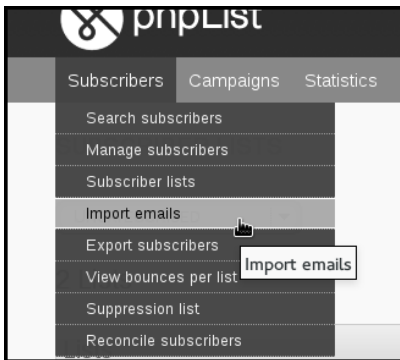 phpList
Subscribers Campaigns Statistics
Search subscribers
Manage subscribers
Subscriber lists
Import emails
Export subscribers
Import emails
View bounces per list
Suppression list
Reconcile subscribers